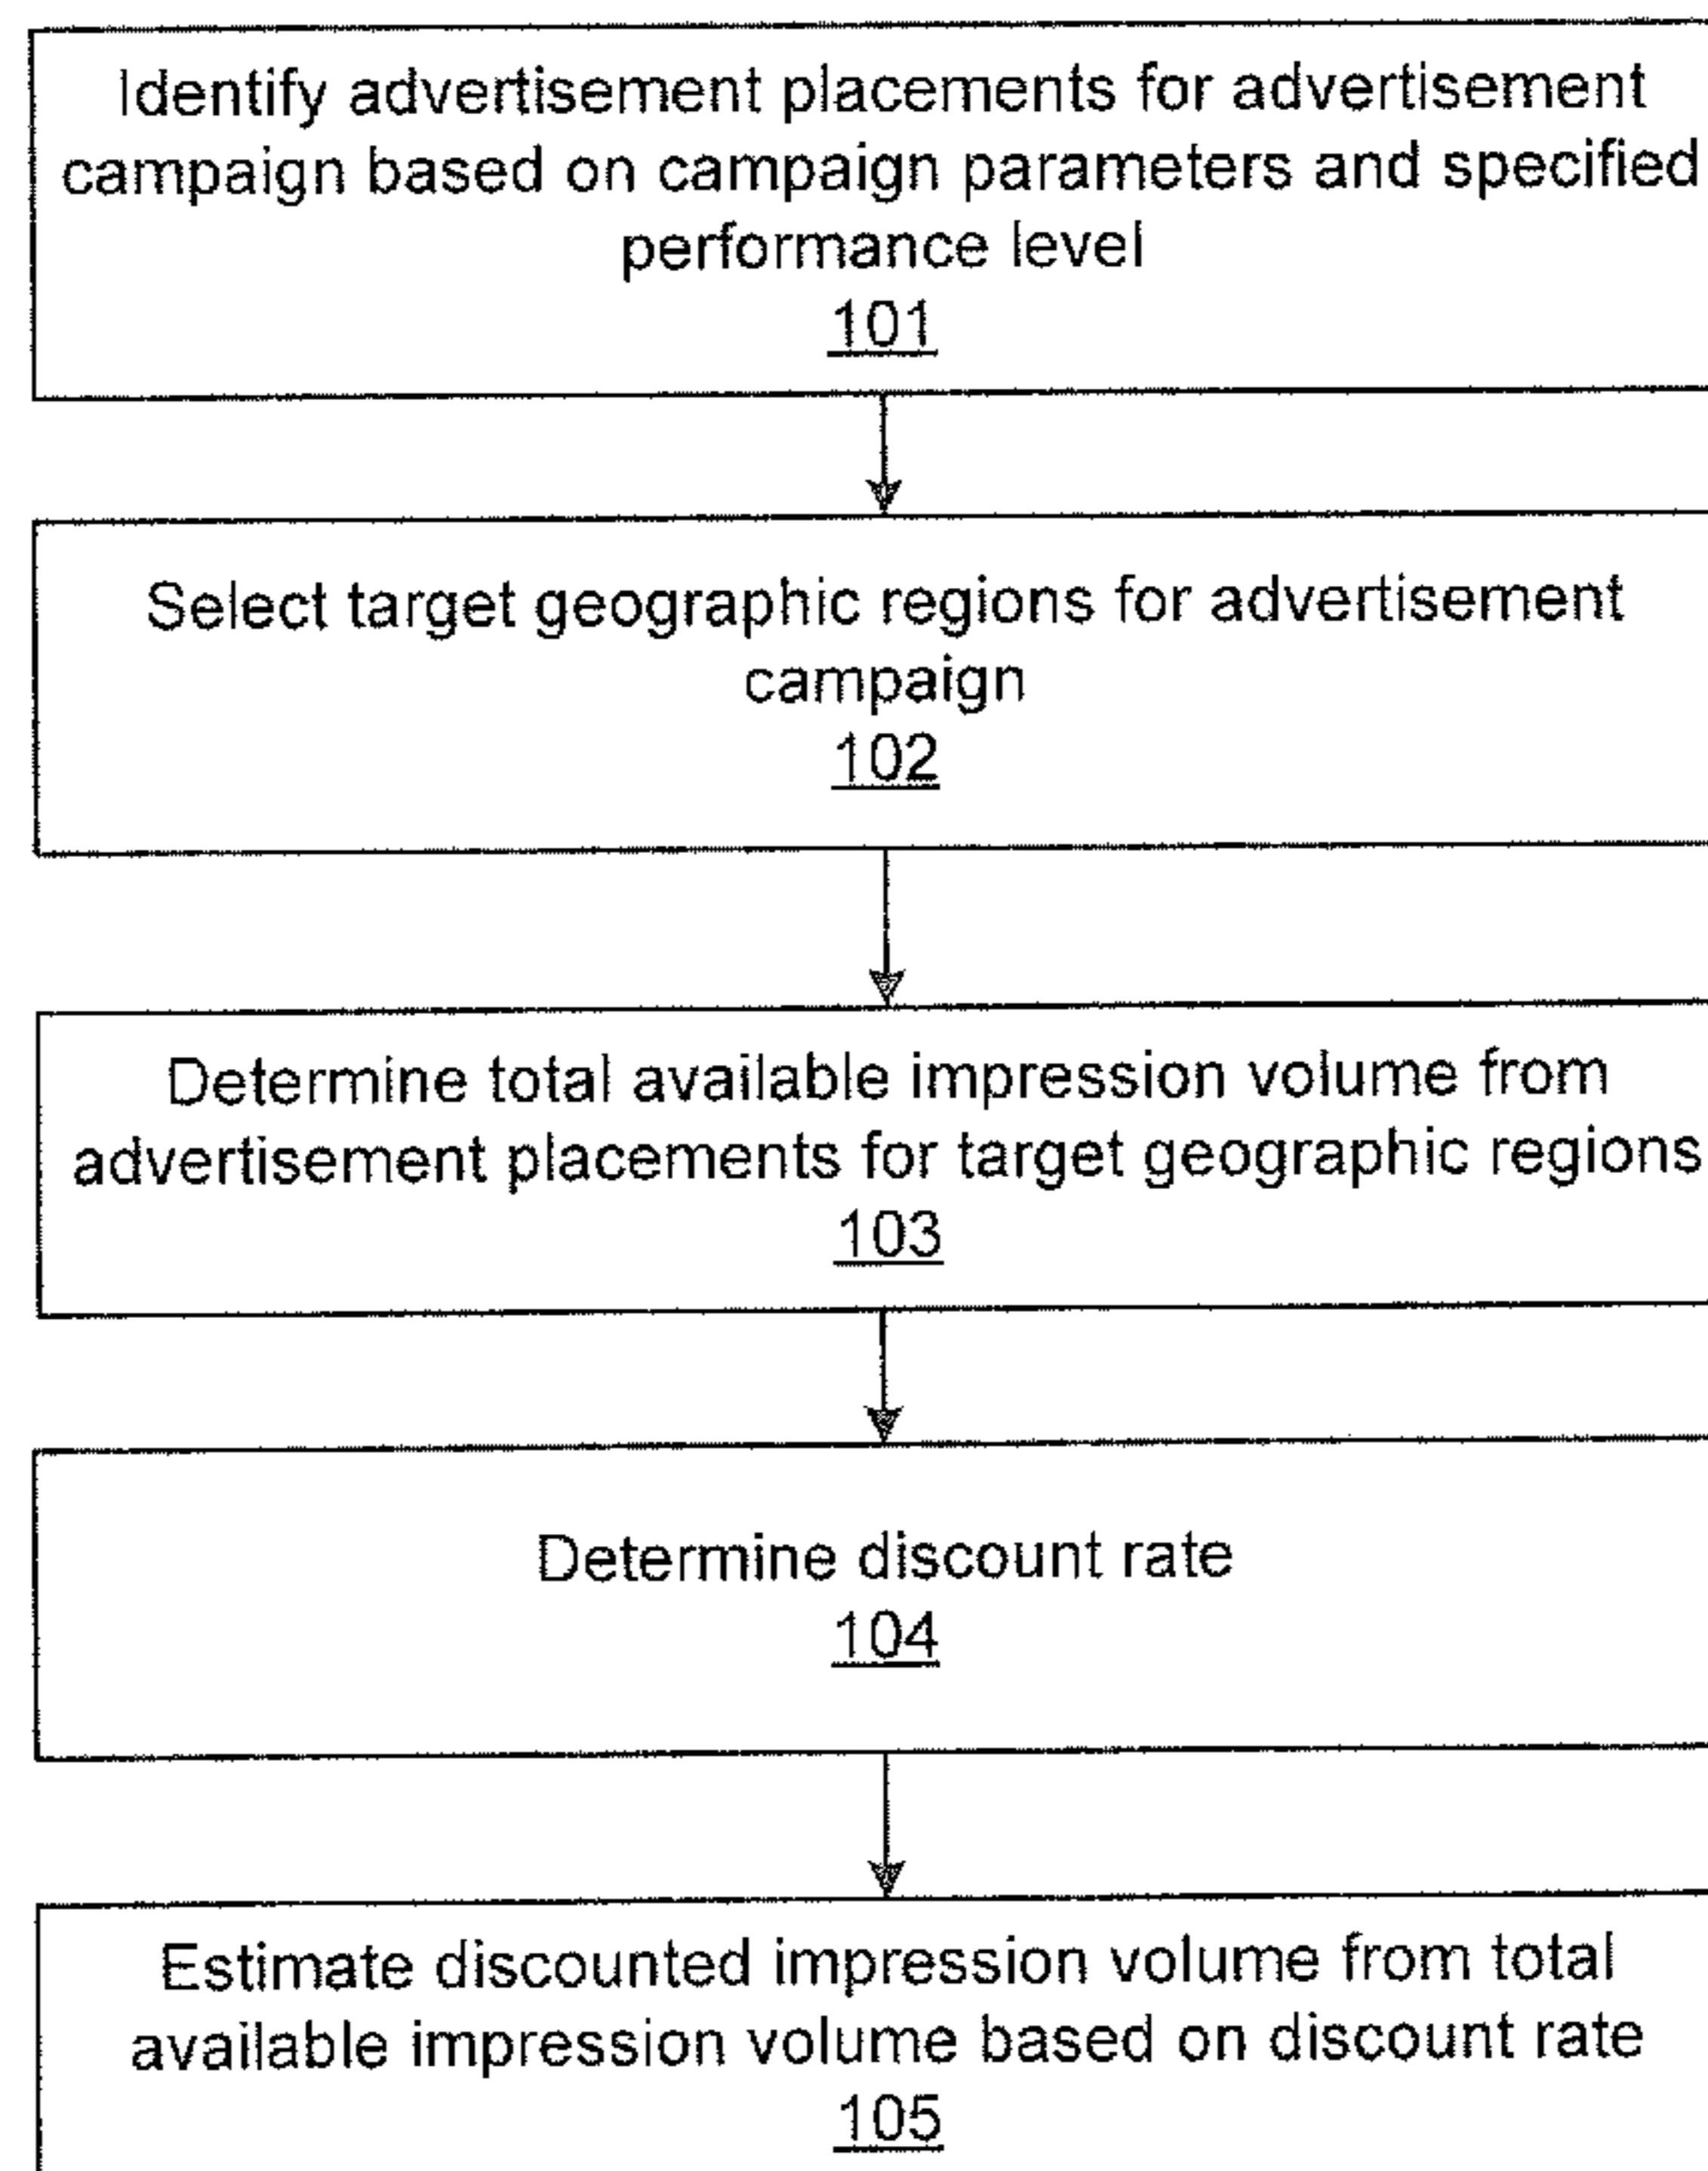 Identify advertisement placements for advertisement
campaign based on campaign parameters and specified
performance level
101
Select target geographic regions for advertisement
campaign
102
Determine total available impression volume from
advertisement placements for target geographic regions
103
Determine discount rate
104
Estimate discounted impression volume from total
available impression volume based on discount rate
105